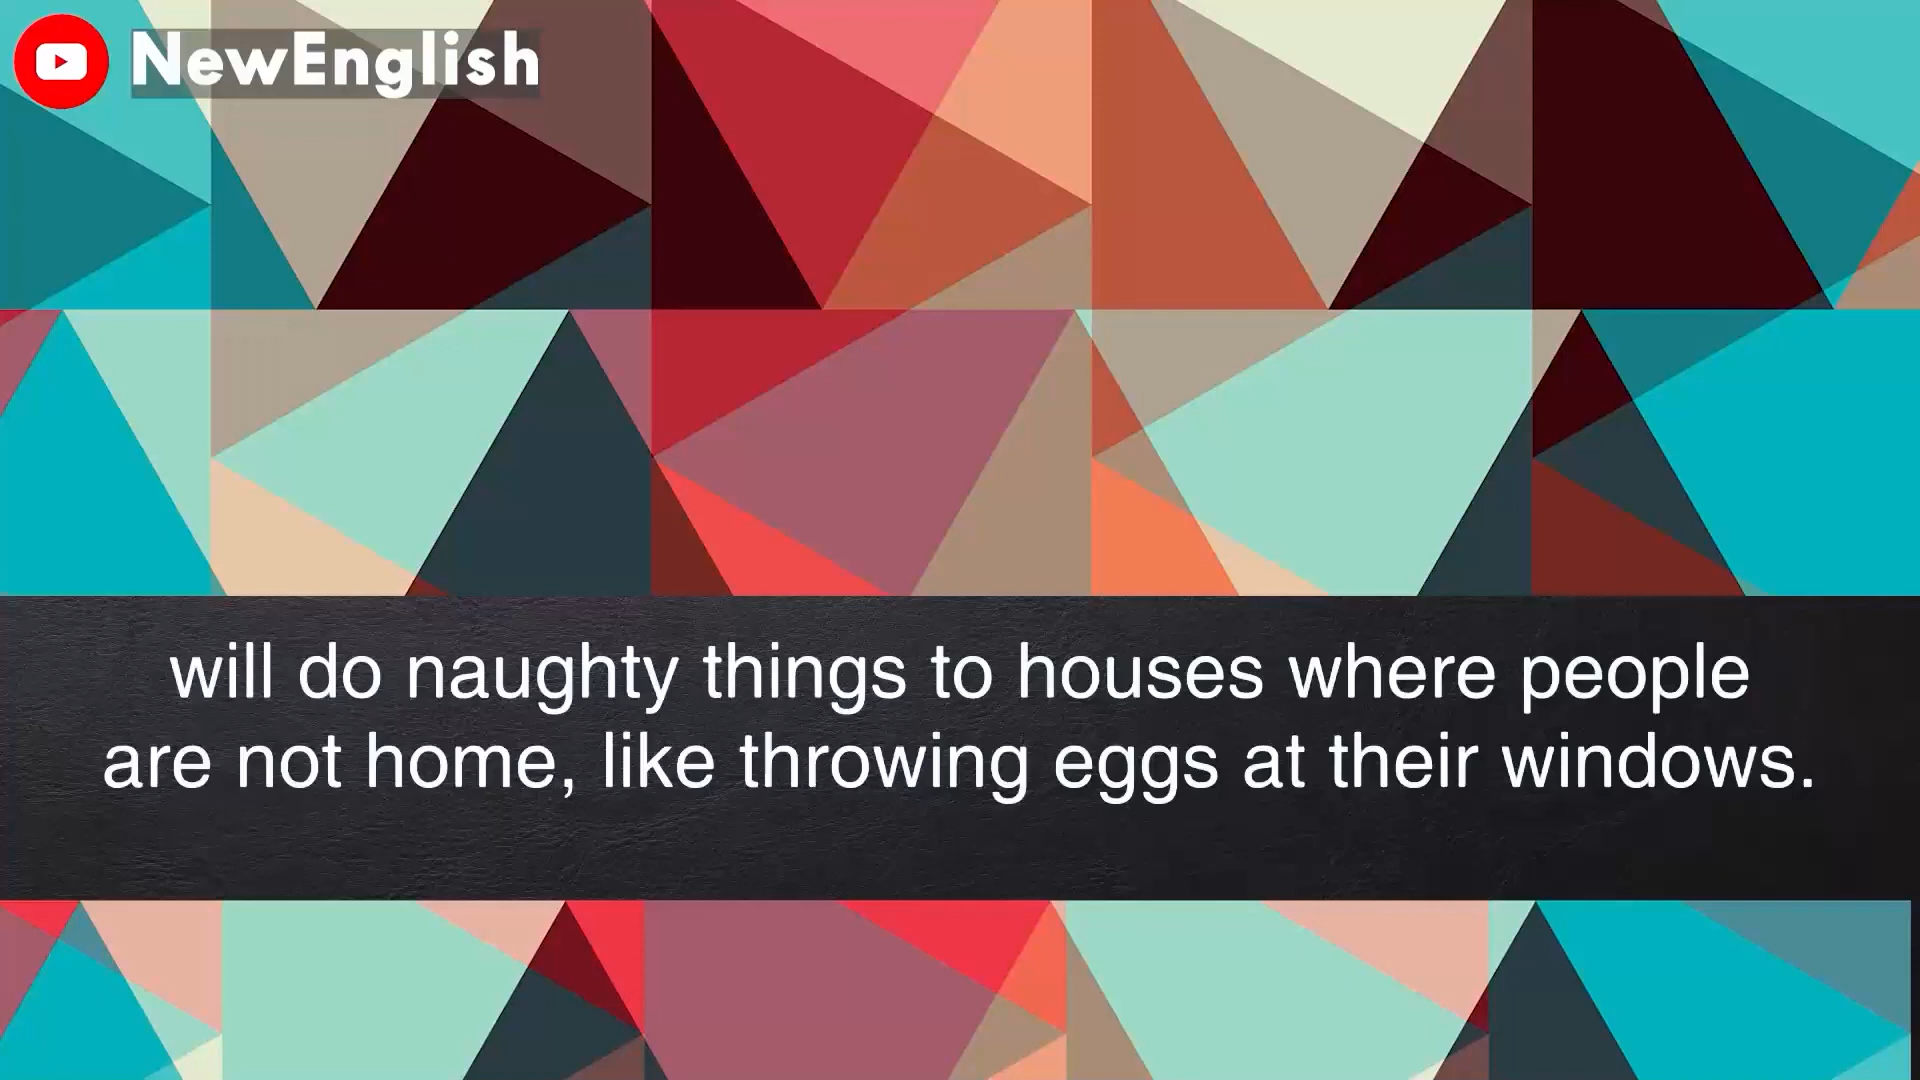 NewEnglish
will do naughty things to houses where people
are not home, like throwing eggs at their windows.